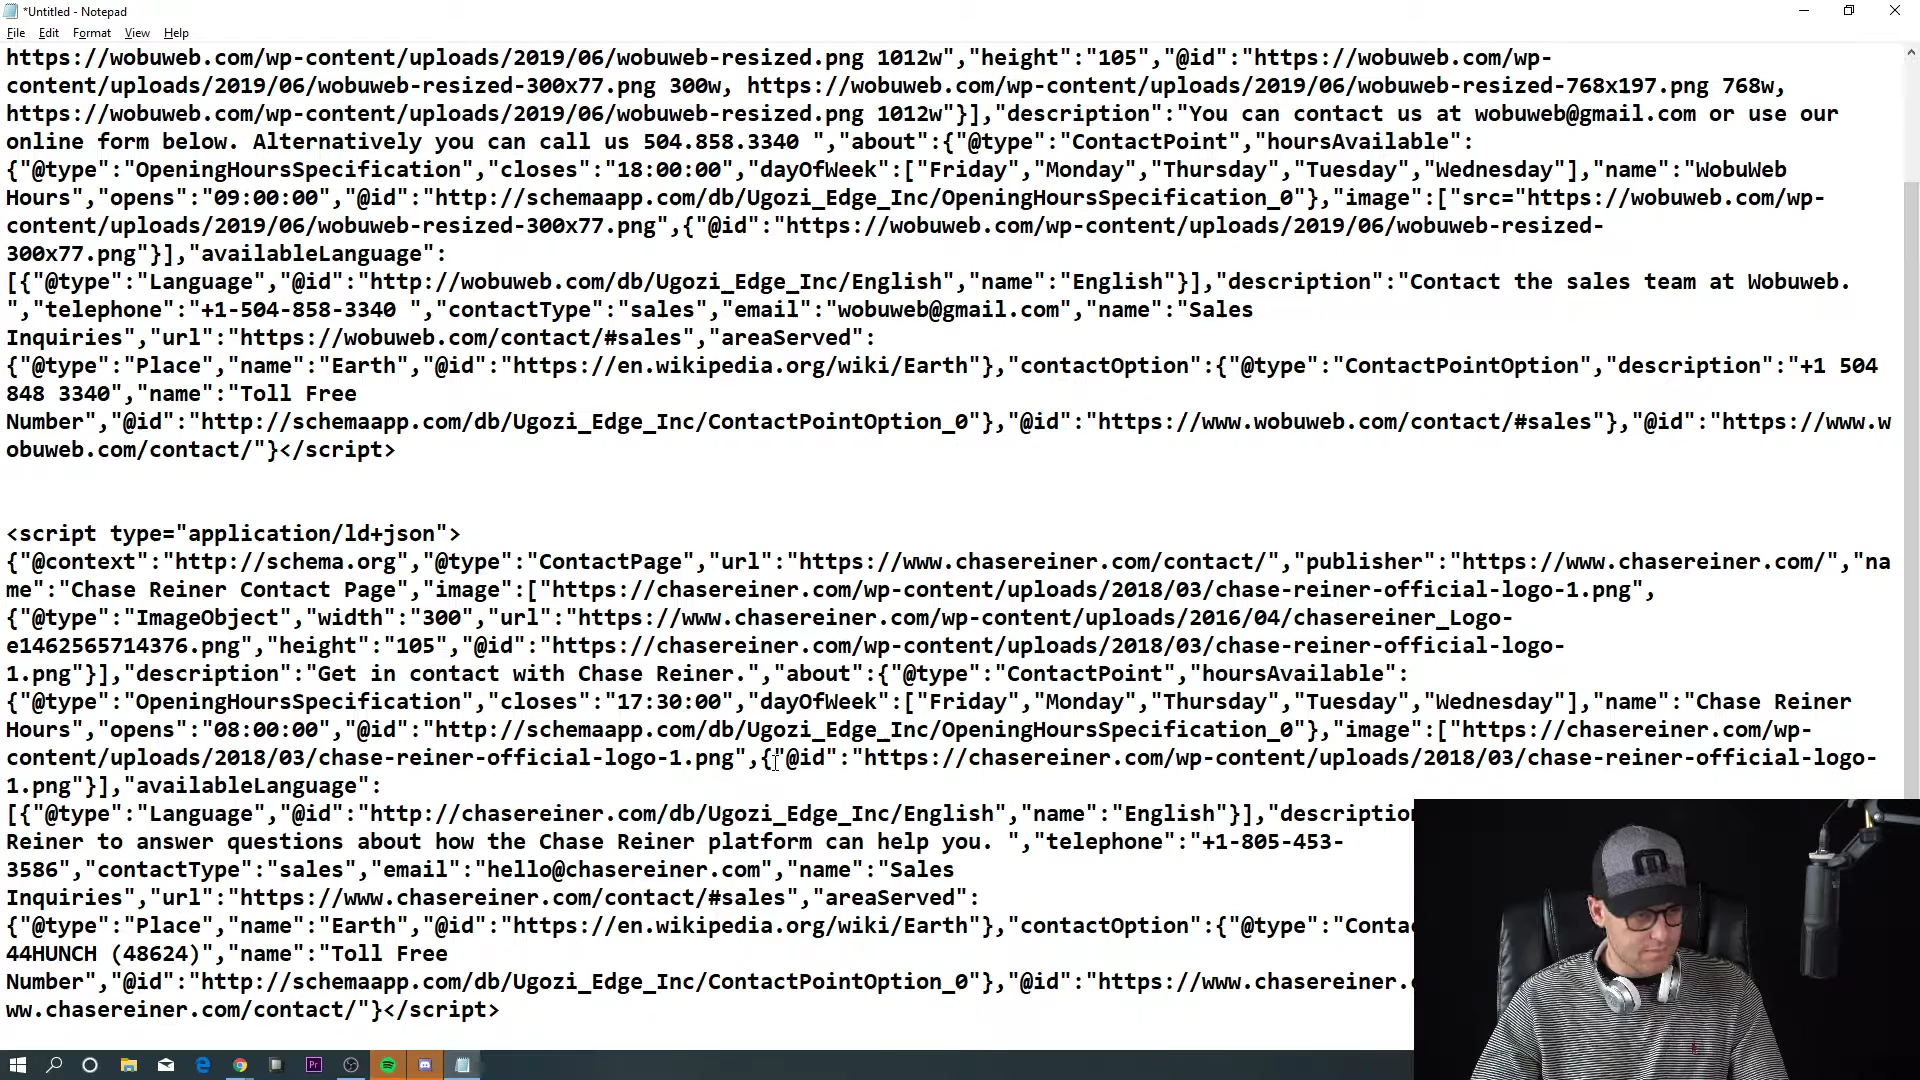 *Untitled - Notepad
File Edit Format View Help
https://wobuweb.com/wp-content/uploads/2019/06/wobuweb-resized.png 1012w","height":"105","@id":"https://wobuweb.com/wp-
content/uploads/2019/06/wobuweb-resized-300x77.png 300w, https://wobuweb.com/wp-content/uploads/2019/06/wobuweb-resized-768x197.png 768w,
https://wobuweb.com/wp-content/uploads/2019/06/wobuweb-resized.png 1012w"}],"description":"You can contact us at wobuweb@gmail.com or use our
online form below. Alternatively you can call us 504.858.3340 ","about":{"@type":"ContactPoint","hoursAvailable":
{"@type":"OpeningHoursSpecification","closes":"18:00:00","dayOfWeek":["Friday","Monday","Thursday","Tuesday","Wednesday"],"name":"WobuWeb
Hours","opens":"09:00:00","@id":"http://schemaapp.com/db/Ugozi_Edge_Inc/OpeningHoursSpecification_0"},"image":["src="https://wobuweb.com/wp-
content/uploads/2019/06/wobuweb-resized-300x77.png",{"@id":"https://wobuweb.com/wp-content/uploads/2019/06/wobuweb-resized-
300x77.png"}],"availableLanguage":
[{"@type":"Language","@id":"http://wobuweb.com/db/Ugozi_Edge_Inc/English","name":"English"}],"description":"Contact the sales team at Wobuweb.
","telephone":"+1-504-858-3340 ","contactType":"sales","email":"wobuweb@gmail.com","name":"Sales
Inquiries","url":"https://wobuweb.com/contact/#sales","areaServed":
{"@type":"Place","name":"Earth","@id":"https://en.wikipedia.org/wiki/Earth"},"contactOption":{"@type":"ContactPointOption","description":"+1 504
848 3340","name":"Toll Free
Number","@id":"http://schemaapp.com/db/Ugozi_Edge_Inc/ContactPointOption_0"},"@id":"https://www.wobuweb.com/contact/#sales"},"@id":"https://www.w
obuweb.com/contact/"}</script>
<script type="application/ld+json">
{"@context":"http://schema.org","@type":"ContactPage","url":"https://www.chasereiner.com/contact/","publisher":"https://www.chasereiner.com/","na
me":"Chase Reiner Contact Page","image":["https://chasereiner.com/wp-content/uploads/2018/03/chase-reiner-official-logo-1.png",
{"@type":"ImageObject","width":"300","url":"https://www.chasereiner.com/wp-content/uploads/2016/04/chasereiner_Logo-
e1462565714376.png","height":"105","@id":"https://chasereiner.com/wp-content/uploads/2018/03/chase-reiner-official-logo-
1.png"}],"description":"Get in contact with Chase Reiner.","about":{"@type":"ContactPoint","hoursAvailable":
{"@type":"OpeningHoursSpecification","closes":"17:30:00","dayOfWeek":["Friday","Monday","Thursday","Tuesday","Wednesday"],"name":"Chase Reiner
Hours","opens":"08:00:00","@id":"http://schemaapp.com/db/Ugozi_Edge_Inc/OpeningHoursSpecification_0"},"image":["https://chasereiner.com/wp-
content/uploads/2018/03/chase-reiner-official-logo-1.png",{"@id":"https://chasereiner.com/wp-content/uploads/2018/03/chase-reiner-official-logo-
1.png"}],"availableLanguage":
[{"@type":"Language","@id":"http://chasereiner.com/db/Ugozi_Edge_Inc/English","name":"English"}],"description
Reiner to answer questions about how the Chase Reiner platform can help you. ","telephone":"+1-805-453-
3586","contactType":"sales","email":"hello@chasereiner.com","name":"Sales
Inquiries","url":"https://www.chasereiner.com/contact/#sales","areaServed":
{"@type":"Place","name":"Earth","@id":"https://en.wikipedia.org/wiki/Earth"},"contactOption":{"@type":"Contac
44HUNCH (48624)","name":"Toll Free
Number","@id":"http://schemaapp.com/db/Ugozi_Edge_Inc/ContactPointOption_0"},"@id":"https://www.chasereiner.c
ww.chasereiner.com/contact/"}</script>
Pr